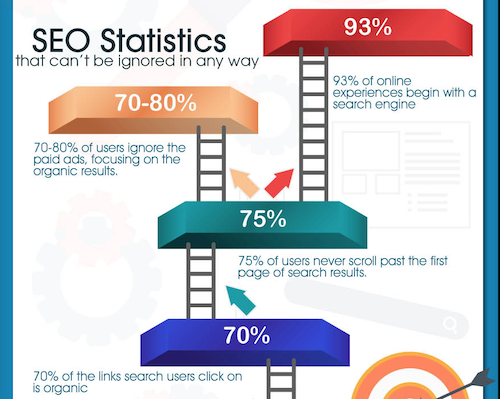 SEO Statistics
that can't be ignored in any way
93%
93% of online
experiences begin with a
search engine
70-80%
70-80% of users ignore the
paid ads, focusing on the
organic results.
75%
75% of users never scroll past the first
page of search results.
70%
70% of the links search users click on
is organic